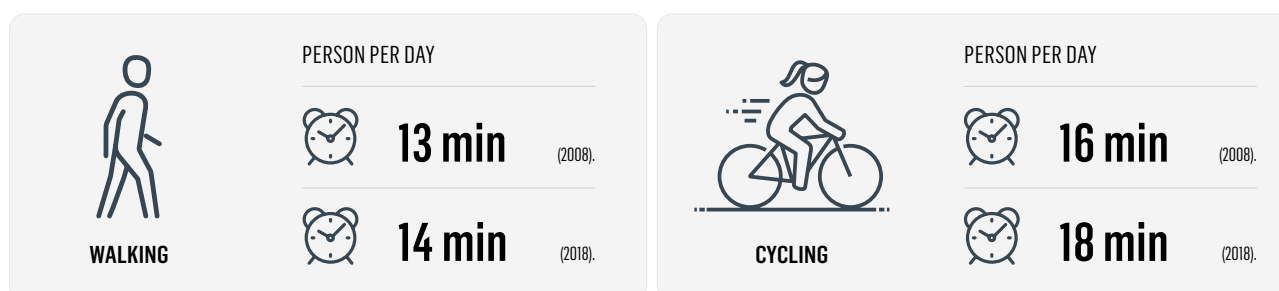 PERSON PER DAY
13 min (2008).
14 min (2018).
WALKING
PERSON PER DAY
16 min (2008).
18 min (2018).
CYCLING